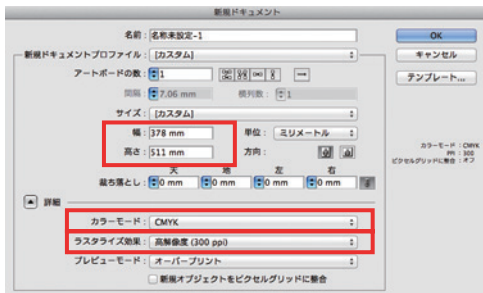 新規ドキュメント
名前：名称未設定-1
OK
新規ドキュメントプロファイル：[カスタム]
キャンセル
アートボードの数：1
テンプレート...
間隔：7.06 mm 横列数：1
サイズ：[カスタム]
幅：378 mm 単位：ミリメートル
高さ：511 mm 方向：
カラーモード：CMYK
PPI：300
ピクセルグリッドに整合：オフ
天 地 左 右
裁ち落とし：0 mm 0 mm 0 mm 0 mm
詳細
カラーモード：CMYK
ラスタライズ効果：高解像度 (300 ppi)
プレビューモード：オーバープリント
新規オブジェクトをピクセルグリッドに整合